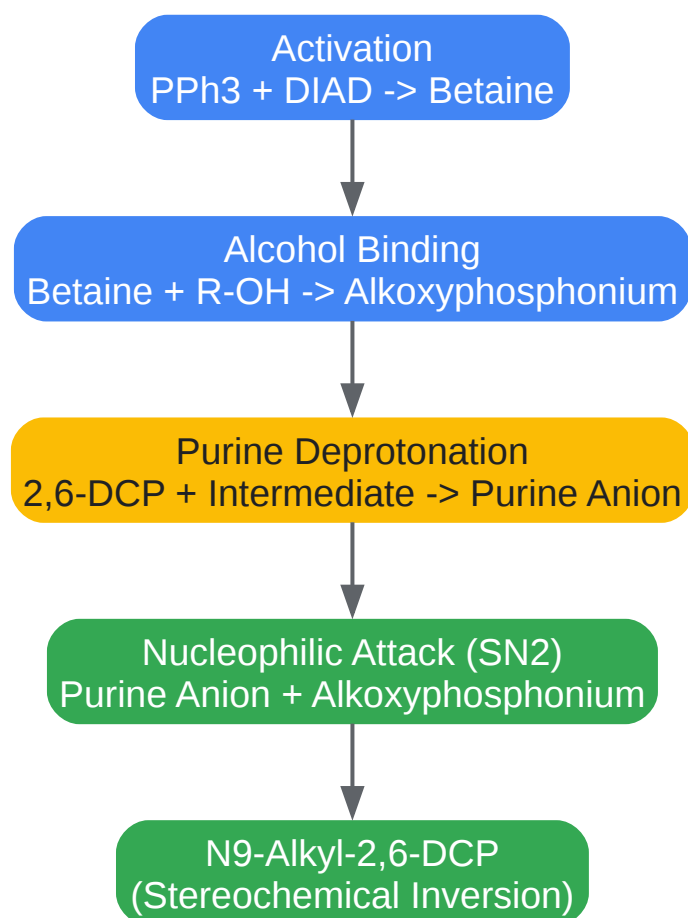 Activation
PPh3 + DIAD -> Betaine
Alcohol Binding
Betaine + R-OH -> Alkoxyphosphonium
Purine Deprotonation
2,6-DCP + Intermediate -> Purine Anion
Nucleophilic Attack (SN2)
Purine Anion + Alkoxyphosphonium
N9-Alkyl-2,6-DCP
(Stereochemical Inversion)